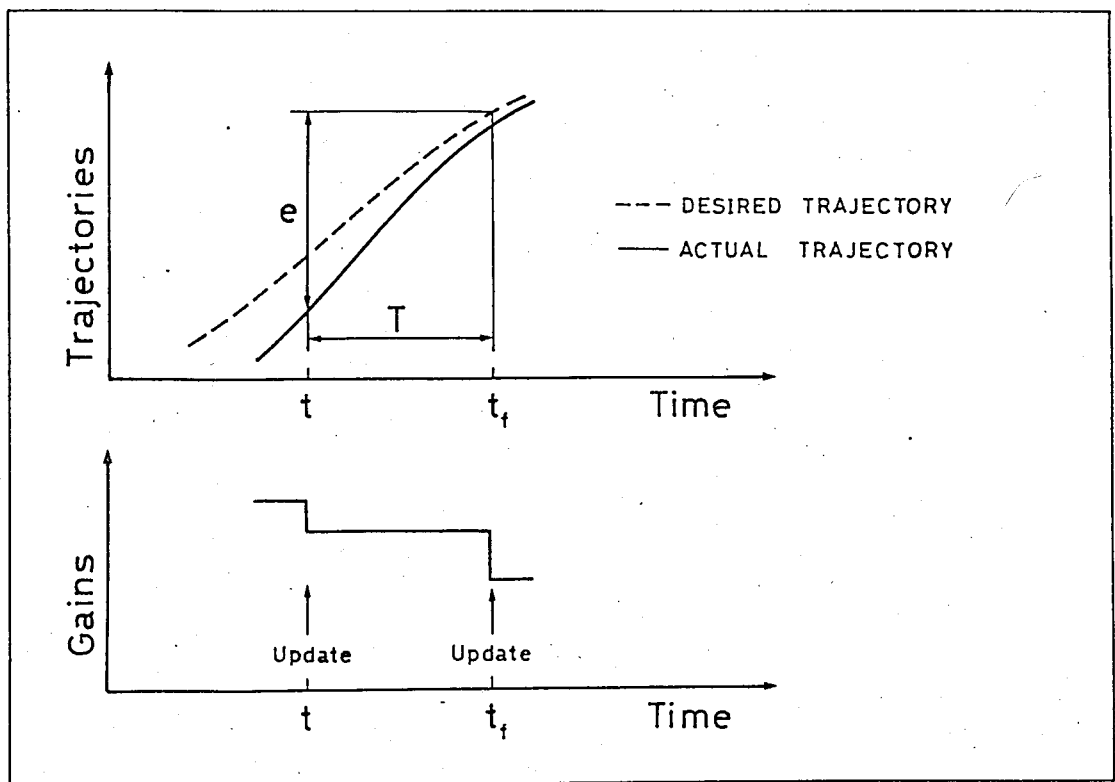 Trajectories
e
T
--- DESIRED TRAJECTORY
— ACTUAL TRAJECTORY
t
t_f
Time
Gains
Update
Update
t
t_f
Time